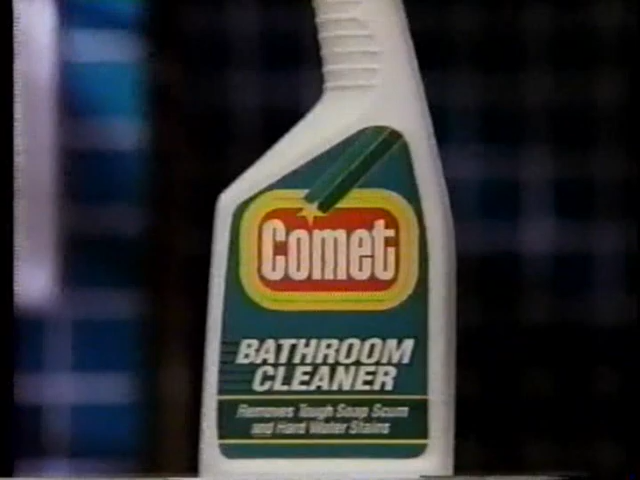 Comet
BATHROOM
CLEANER
Removes Tough Soap Scum
and Hard Water Stains